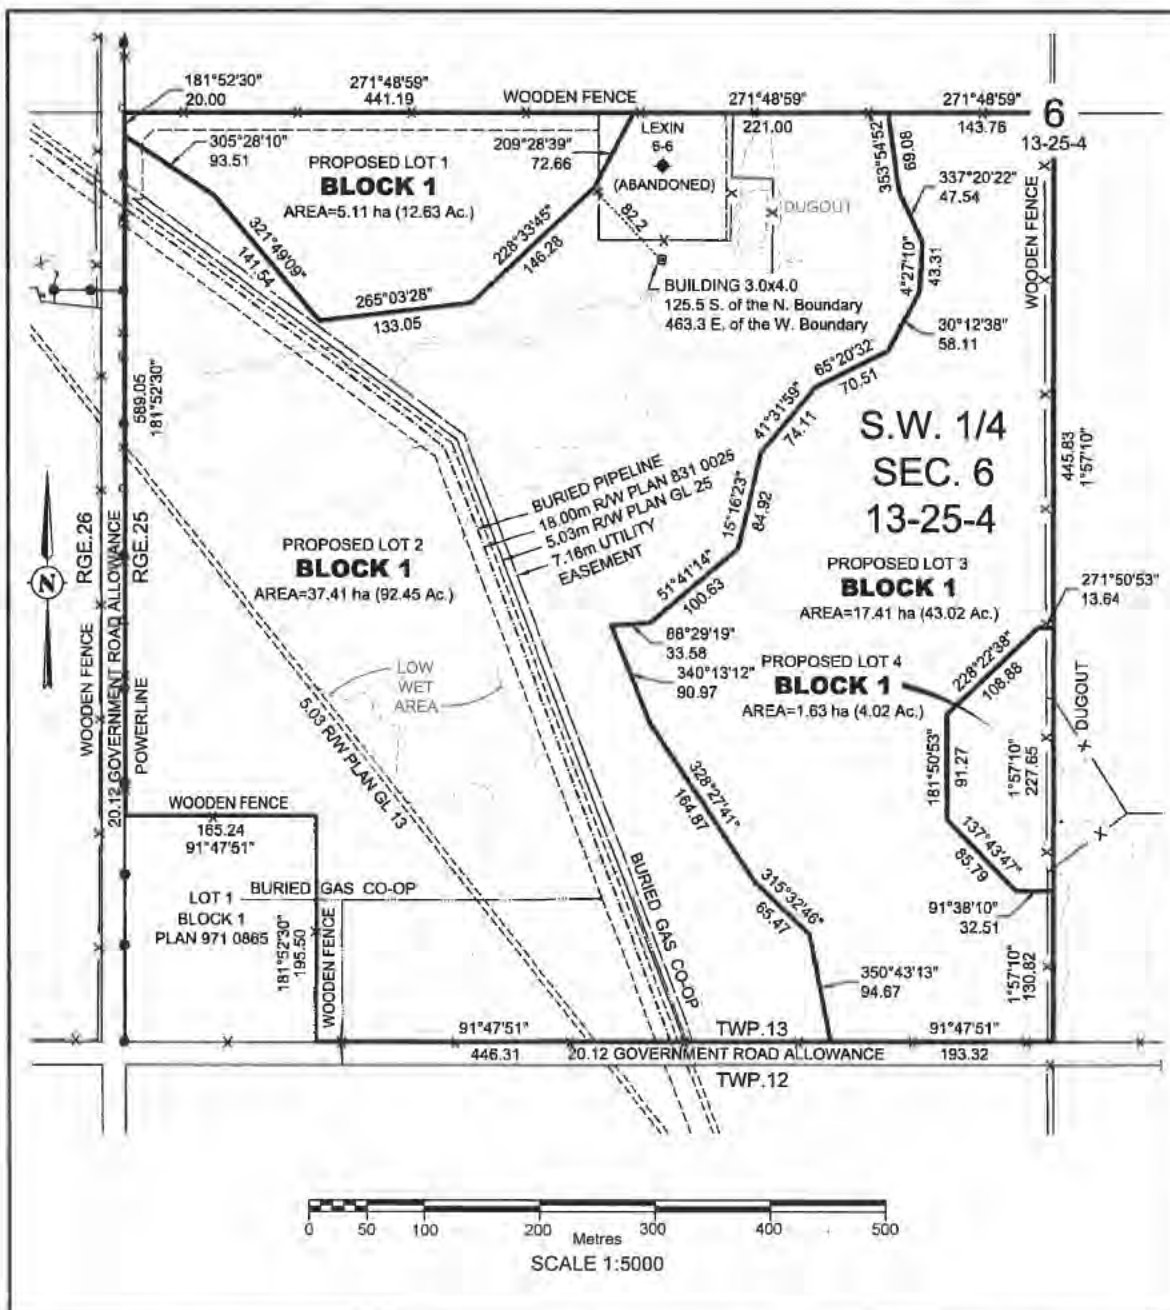 181°52'30"
20.00
271°48'59"
441.19
WOODEN FENCE
271°48'59"
221.00
271°48'59"
143.76
6
13-25-4
305°28'10"
93.51
PROPOSED LOT 1
BLOCK 1
AREA=5.11 ha (12.63 Ac.)
209°28'39"
72.66
LEXIN
6-6
(ABANDONED)
353°54'52"
69.08
337°20'22"
47.54
WOODEN FENCE
DUGOUT
82.2
321°49'09"
141.54
228°33'45"
146.28
4°27'10"
43.31
265°03'28"
133.05
BUILDING 3.0x4.0
125.5 S. of the N. Boundary
463.3 E. of the W. Boundary
30°12'38"
58.11
65°20'32"
70.51
589.05
181°52'30"
41°31'59"
74.11
S.W. 1/4
SEC. 6
13-25-4
445.83
1°57'10"
BURIED PIPELINE
18.00m R/W PLAN 831 0025
5.03m R/W PLAN GL 25
7.16m UTILITY
EASEMENT
15°16'23"
84.92
RGE.26
20.12 GOVERNMENT ROAD ALLOWANCE
RGE.25
N
PROPOSED LOT 2
BLOCK 1
AREA=37.41 ha (92.45 Ac.)
51°41'14"
100.63
PROPOSED LOT 3
BLOCK 1
AREA=17.41 ha (43.02 Ac.)
271°50'53"
13.64
88°29'19"
33.58
340°13'12"
90.97
PROPOSED LOT 4
BLOCK 1
AREA=1.63 ha (4.02 Ac.)
228°22'38"
108.88
LOW
WET
AREA
WOODEN FENCE
POWERLINE
5.03 R/W PLAN GL 13
DUGOUT
181°50'53"
91.27
1°57'10"
227.65
328°27'41"
164.87
WOODEN FENCE
165.24
91°47'51"
137°43'47"
85.79
BURIED GAS CO-OP
LOT 1
BLOCK 1
PLAN 971 0865
181°52'30"
195.50
WOODEN FENCE
BURIED GAS CO-OP
315°32'46"
65.47
91°38'10"
32.51
350°43'13"
94.67
1°57'10"
130.82
91°47'51"
446.31
TWP.13
20.12 GOVERNMENT ROAD ALLOWANCE
TWP.12
91°47'51"
193.32
0 50 100 200 300 400 500
Metres
SCALE 1:5000